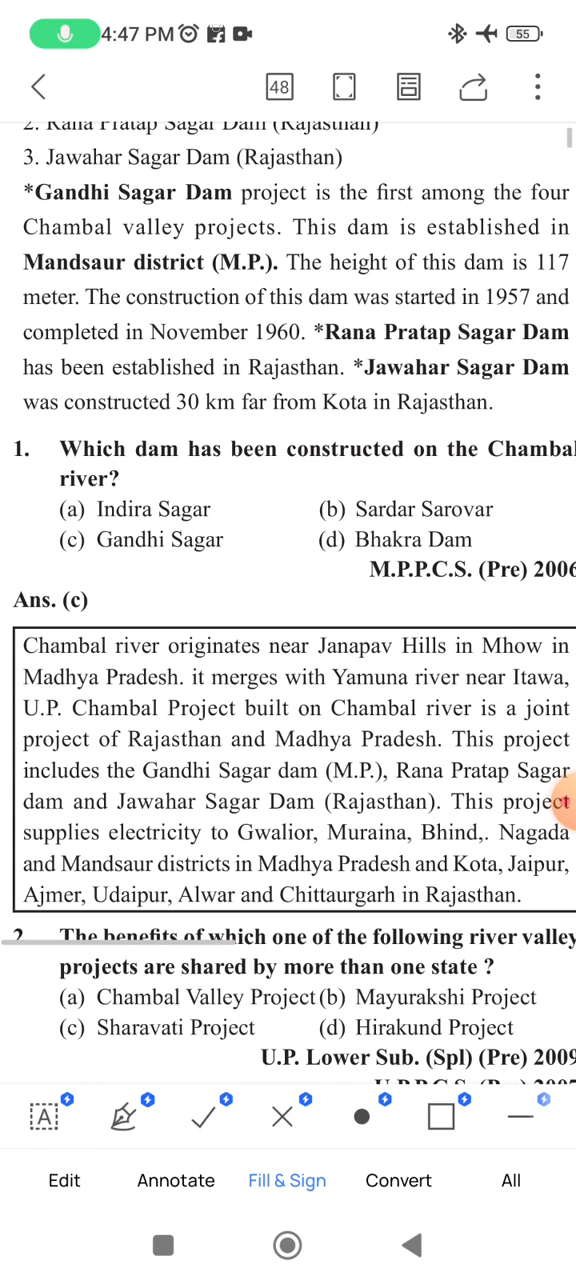 4:47 PM
55
48
2. Rana Pratap Sagar Dam (Rajasthan)
3. Jawahar Sagar Dam (Rajasthan)
*Gandhi Sagar Dam project is the first among the four
Chambal valley projects. This dam is established in
Mandsaur district (M.P.). The height of this dam is 117
meter. The construction of this dam was started in 1957 and
completed in November 1960. *Rana Pratap Sagar Dam
has been established in Rajasthan. *Jawahar Sagar Dam
was constructed 30 km far from Kota in Rajasthan.
1. Which dam has been constructed on the Chambal
river?
(a) Indira Sagar (b) Sardar Sarovar
(c) Gandhi Sagar (d) Bhakra Dam
M.P.P.C.S. (Pre) 2006
Ans. (c)
Chambal river originates near Janapav Hills in Mhow in
Madhya Pradesh. it merges with Yamuna river near Itawa,
U.P. Chambal Project built on Chambal river is a joint
project of Rajasthan and Madhya Pradesh. This project
includes the Gandhi Sagar dam (M.P.), Rana Pratap Sagar
dam and Jawahar Sagar Dam (Rajasthan). This project
supplies electricity to Gwalior, Muraina, Bhind,. Nagada
and Mandsaur districts in Madhya Pradesh and Kota, Jaipur,
Ajmer, Udaipur, Alwar and Chittaurgarh in Rajasthan.
2. The benefits of which one of the following river valley
projects are shared by more than one state ?
(a) Chambal Valley Project (b) Mayurakshi Project
(c) Sharavati Project (d) Hirakund Project
U.P. Lower Sub. (Spl) (Pre) 2009
A
Edit Annotate Fill & Sign Convert All